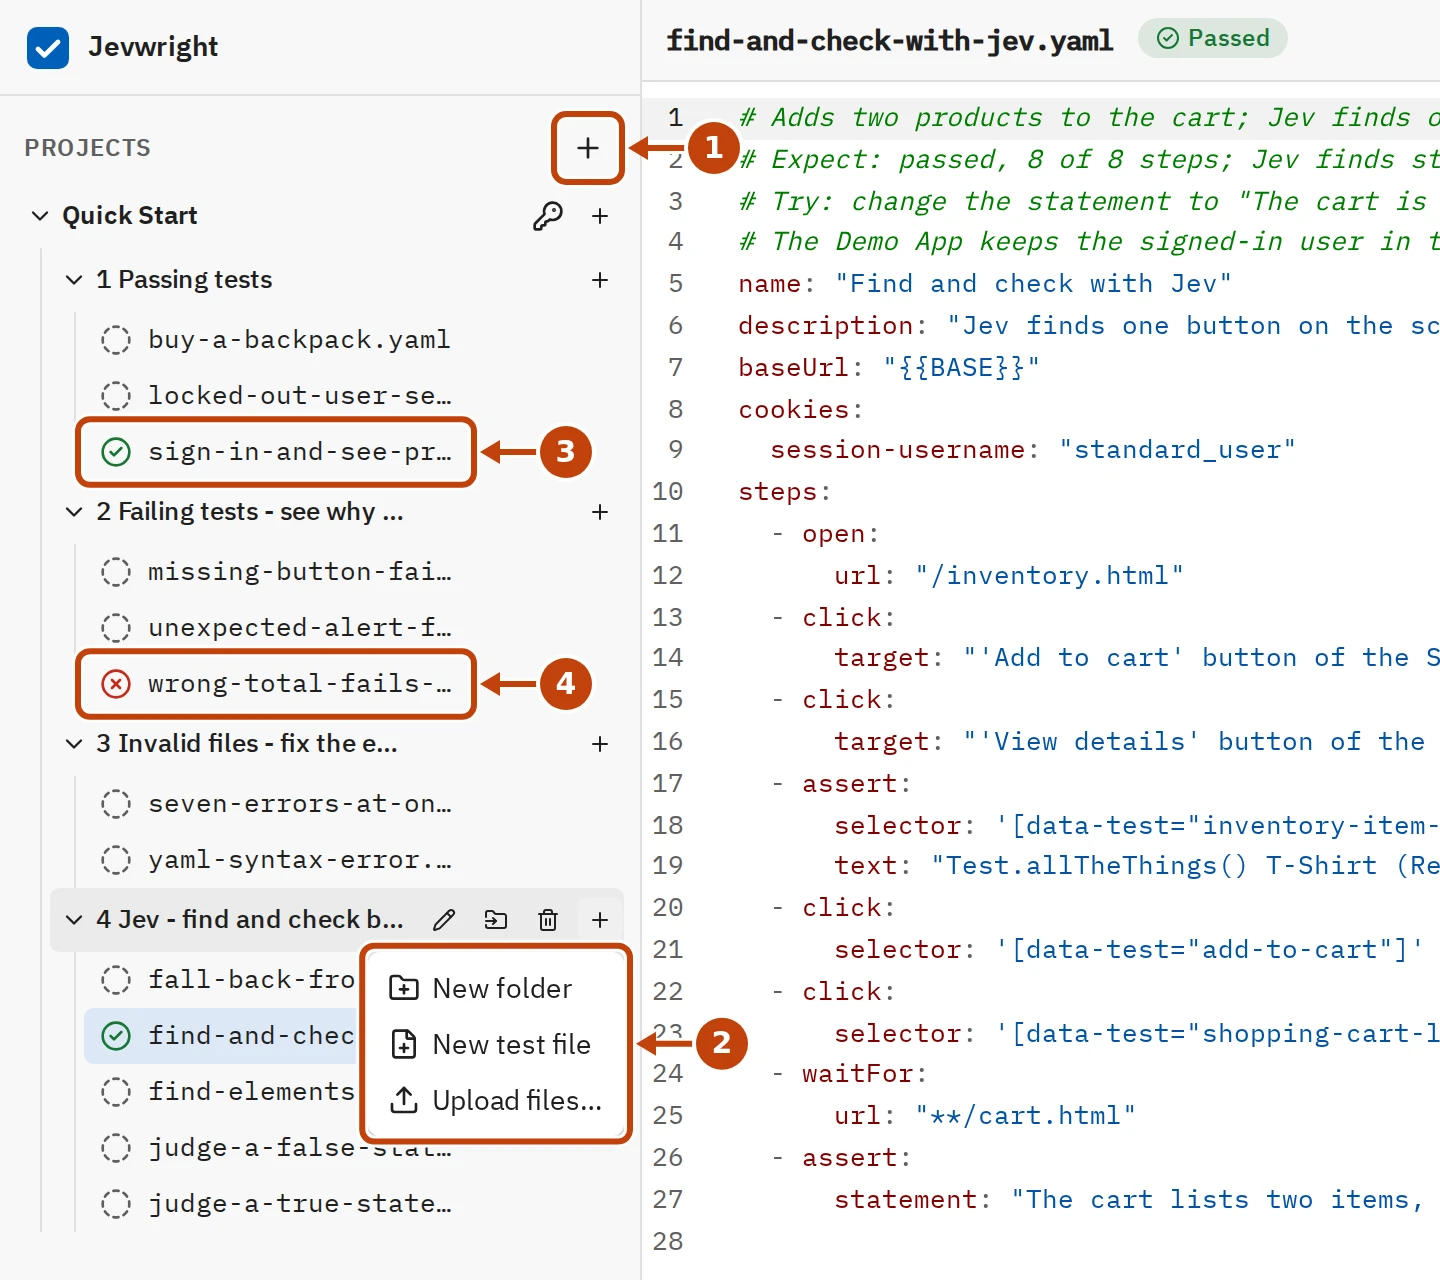 Jevwright
PROJECTS
1
Quick Start
1 Passing tests
buy-a-backpack.yaml
locked-out-user-se…
sign-in-and-see-pr…
3
2 Failing tests - see why ...
missing-button-fai…
unexpected-alert-f…
wrong-total-fails-…
4
3 Invalid files - fix the e...
seven-errors-at-on…
yaml-syntax-error.…
4 Jev - find and check b...
fall-back-fro
find-and-chec
find-elements
judge-a-false-stat…
judge-a-true-state…
New folder
New test file
Upload files...
2
find-and-check-with-jev.yaml
Passed
1 # Adds two products to the cart; Jev finds o
2 # Expect: passed, 8 of 8 steps; Jev finds st
3 # Try: change the statement to "The cart is
4 # The Demo App keeps the signed-in user in t
5 name: "Find and check with Jev"
6 description: "Jev finds one button on the sc
7 baseUrl: "{{BASE}}"
8 cookies:
9 session-username: "standard_user"
10 steps:
11 - open:
12 url: "/inventory.html"
13 - click:
14 target: "'Add to cart' button of the S
15 - click:
16 target: "'View details' button of the
17 - assert:
18 selector: '[data-test="inventory-item-
19 text: "Test.allTheThings() T-Shirt (Re
20 - click:
21 selector: '[data-test="add-to-cart"]'
22 - click:
23 selector: '[data-test="shopping-cart-l
24 - waitFor:
25 url: "**/cart.html"
26 - assert:
27 statement: "The cart lists two items,
28